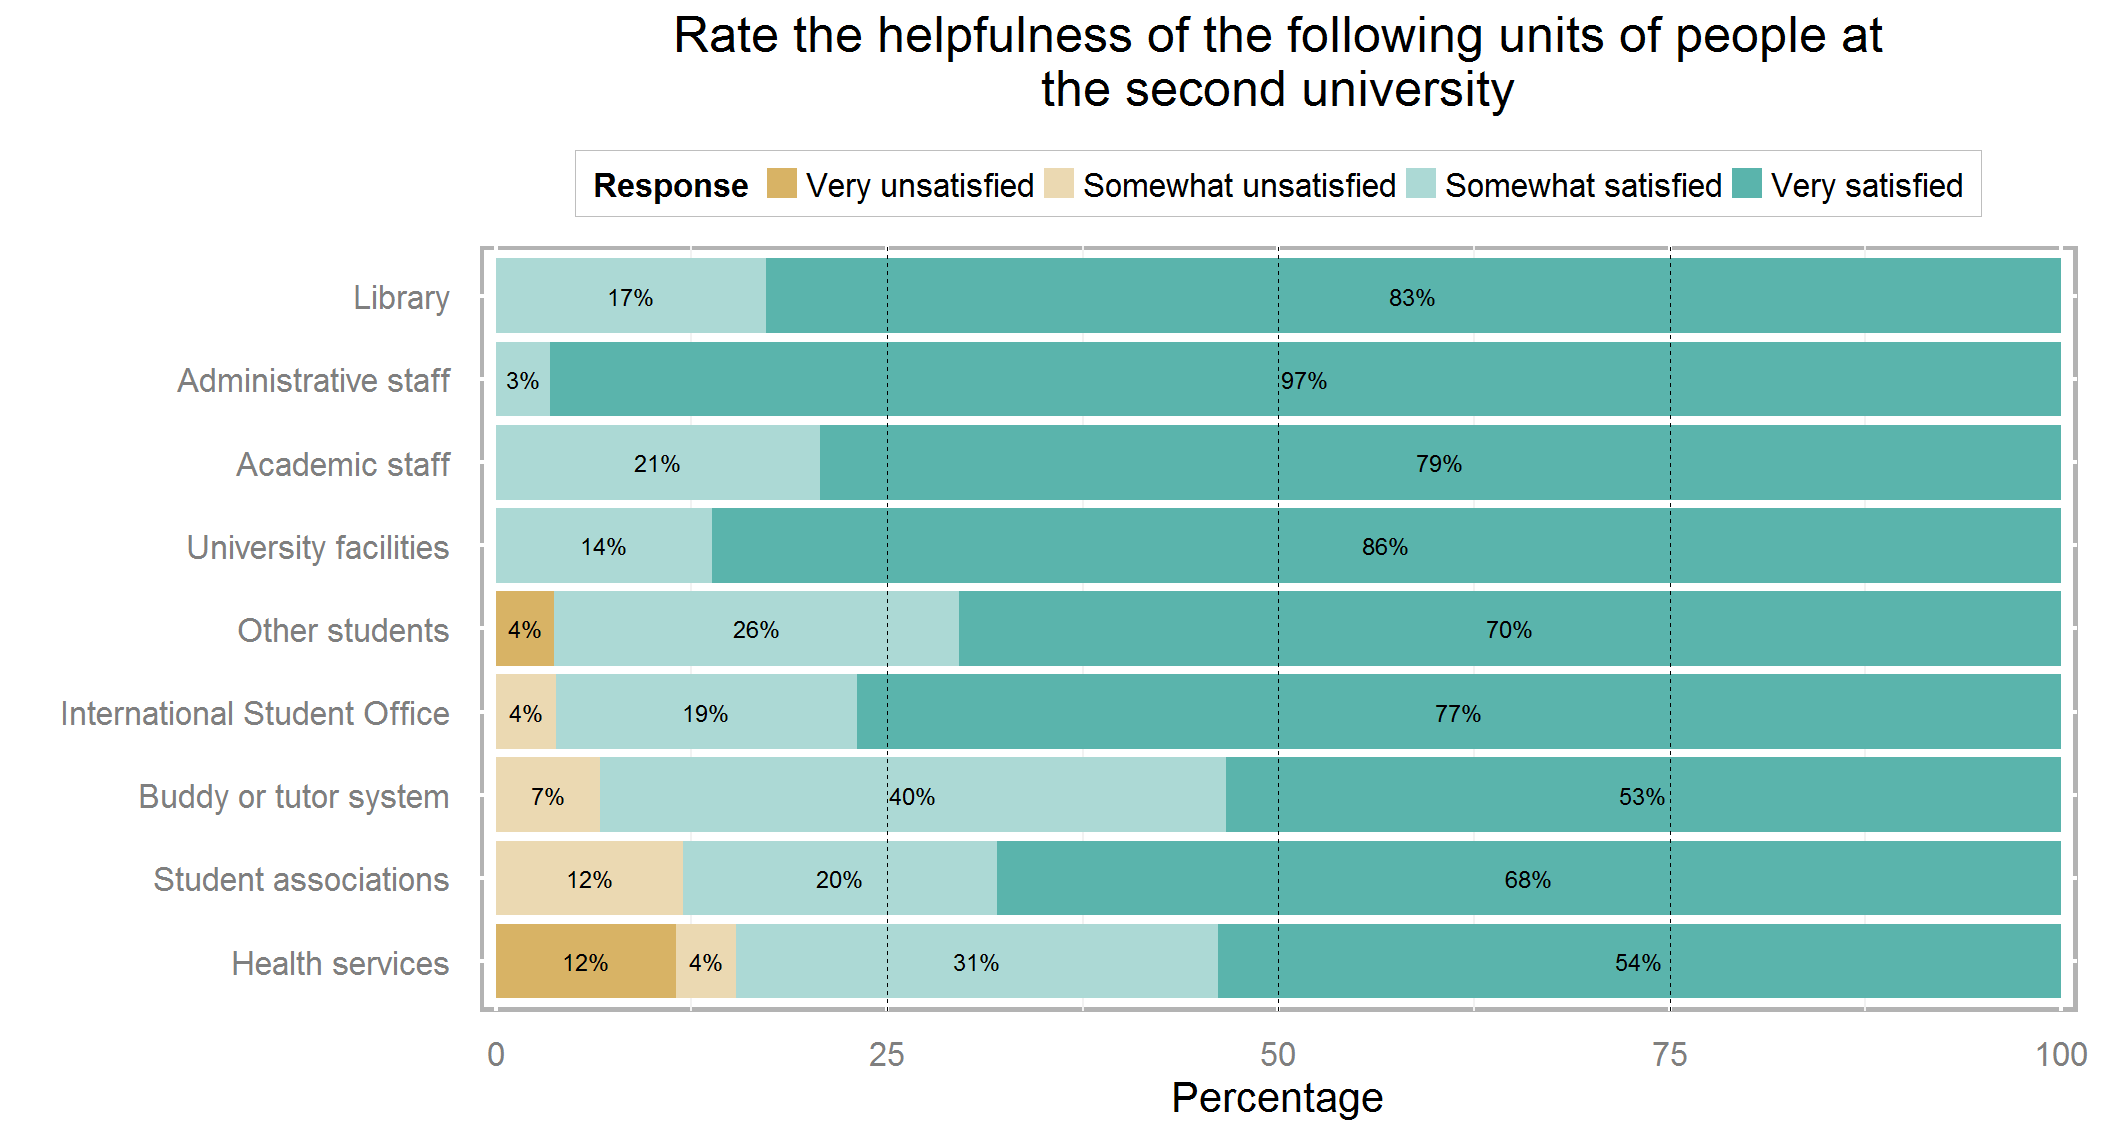 Rate the helpfulness of the following units of people at
the second university
Response Very unsatisfied Somewhat unsatisfied Somewhat satisfied Very satisfied
Library 17% 83%
Administrative staff 3% 97%
Academic staff 21% 79%
University facilities 14% 86%
Other students 4% 26% 70%
International Student Office 4% 19% 77%
Buddy or tutor system 7% 40% 53%
Student associations 12% 20% 68%
Health services 12% 4% 31% 54%
0 25 50 75 100
Percentage